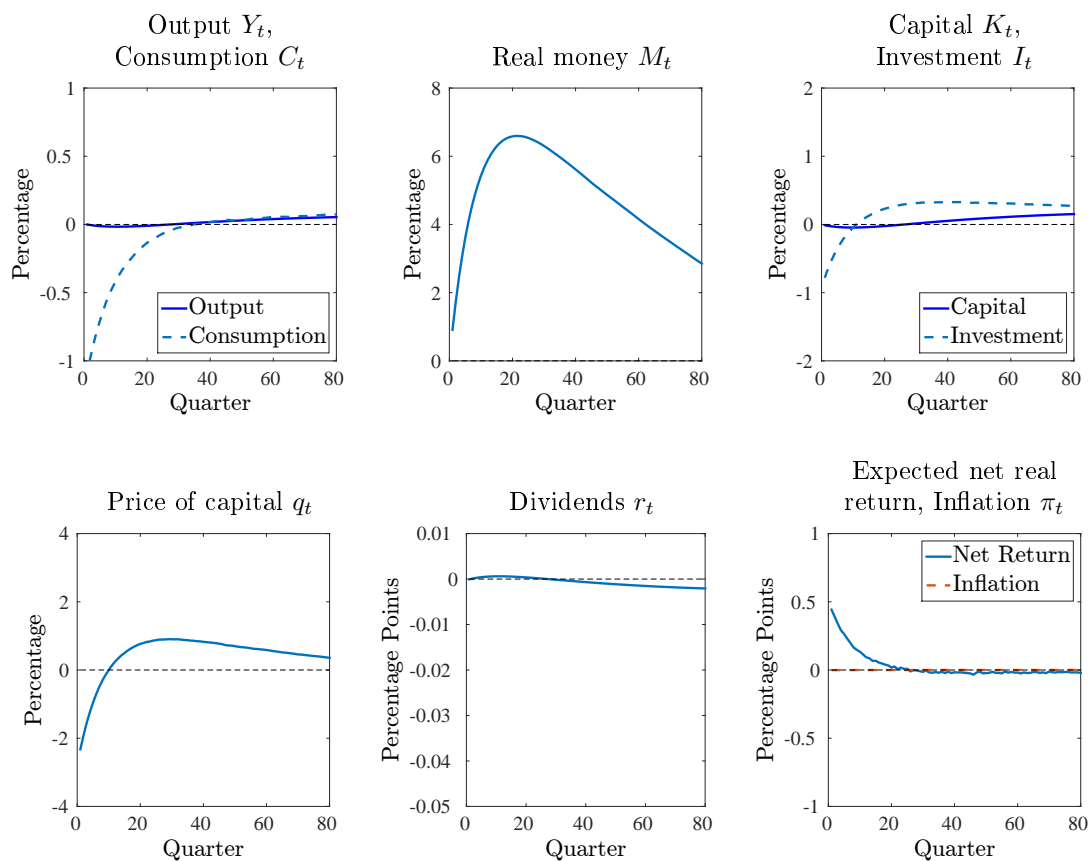 Output Y_t,
Consumption C_t
Percentage
1
0.5
0
-0.5
-1
Output
Consumption
0 20 40 60 80
Quarter
Real money M_t
Percentage
8
6
4
2
0
0 20 40 60 80
Quarter
Capital K_t,
Investment I_t
Percentage
2
1
0
-1
-2
Capital
Investment
0 20 40 60 80
Quarter
Price of capital q_t
Percentage
4
2
0
-2
-4
0 20 40 60 80
Quarter
Dividends r_t
Percentage Points
0.01
0
-0.01
-0.02
-0.03
-0.04
-0.05
0 20 40 60 80
Quarter
Expected net real
return, Inflation π_t
Percentage Points
1
0.5
0
-0.5
-1
Net Return
Inflation
0 20 40 60 80
Quarter